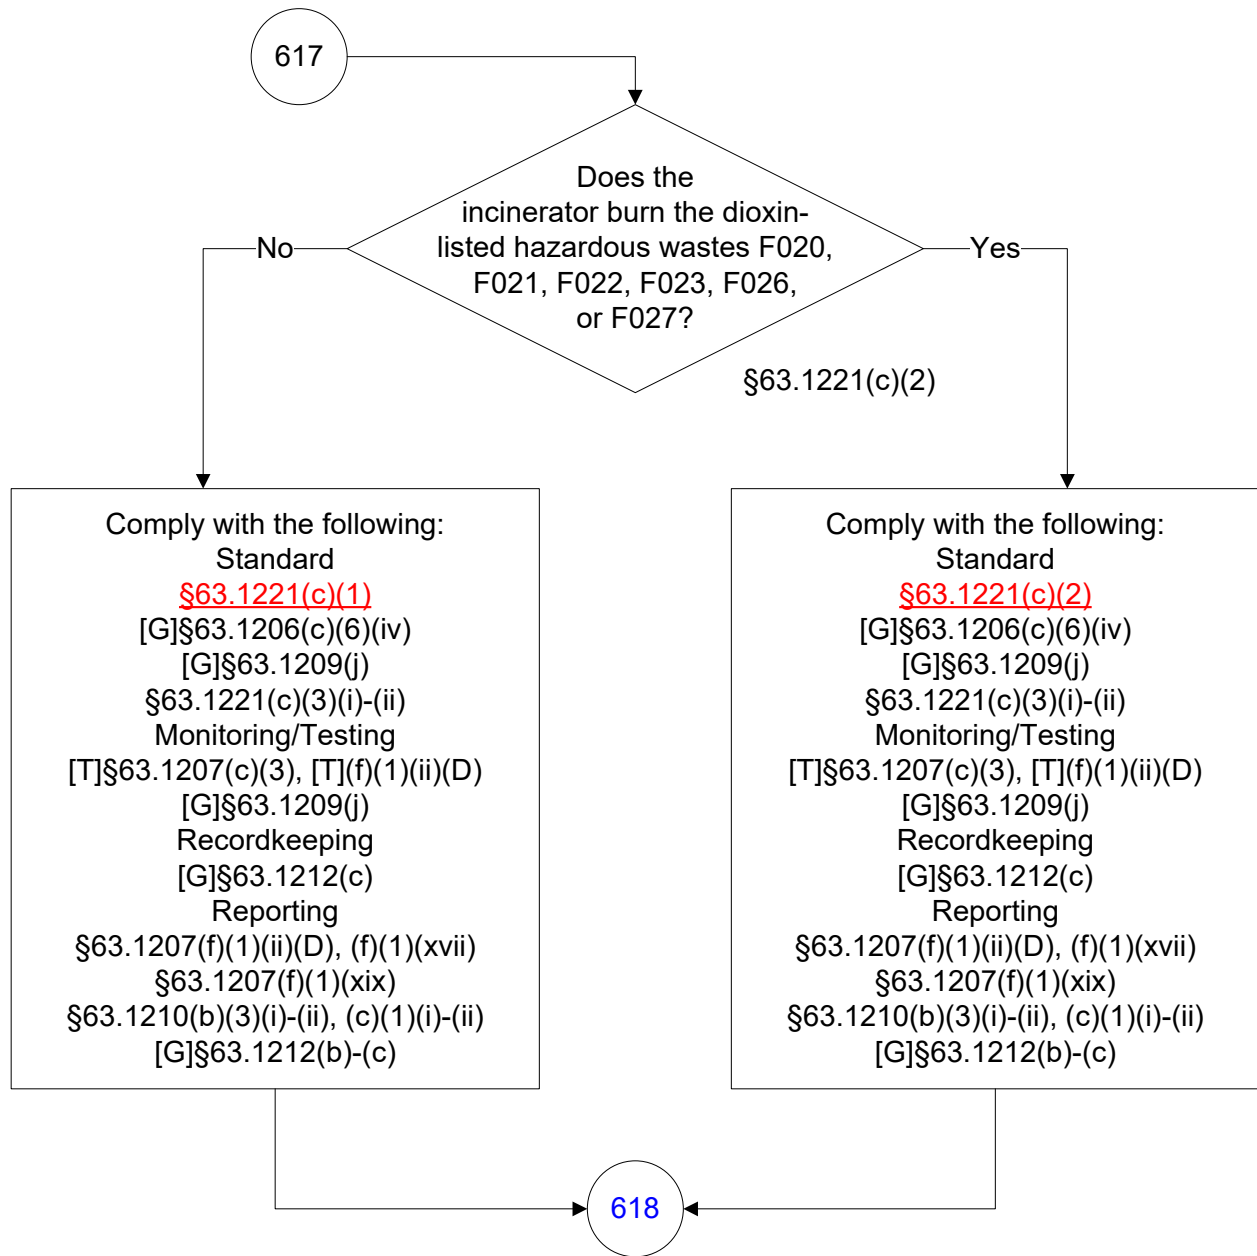 617
Does the
incinerator burn the dioxin-
listed hazardous wastes F020,
F021, F022, F023, F026,
or F027?
No
Yes
§63.1221(c)(2)
Comply with the following:
Standard
§63.1221(c)(1)
[G]§63.1206(c)(6)(iv)
[G]§63.1209(j)
§63.1221(c)(3)(i)-(ii)
Monitoring/Testing
[T]§63.1207(c)(3), [T](f)(1)(ii)(D)
[G]§63.1209(j)
Recordkeeping
[G]§63.1212(c)
Reporting
§63.1207(f)(1)(ii)(D), (f)(1)(xvii)
§63.1207(f)(1)(xix)
§63.1210(b)(3)(i)-(ii), (c)(1)(i)-(ii)
[G]§63.1212(b)-(c)
Comply with the following:
Standard
§63.1221(c)(2)
[G]§63.1206(c)(6)(iv)
[G]§63.1209(j)
§63.1221(c)(3)(i)-(ii)
Monitoring/Testing
[T]§63.1207(c)(3), [T](f)(1)(ii)(D)
[G]§63.1209(j)
Recordkeeping
[G]§63.1212(c)
Reporting
§63.1207(f)(1)(ii)(D), (f)(1)(xvii)
§63.1207(f)(1)(xix)
§63.1210(b)(3)(i)-(ii), (c)(1)(i)-(ii)
[G]§63.1212(b)-(c)
618